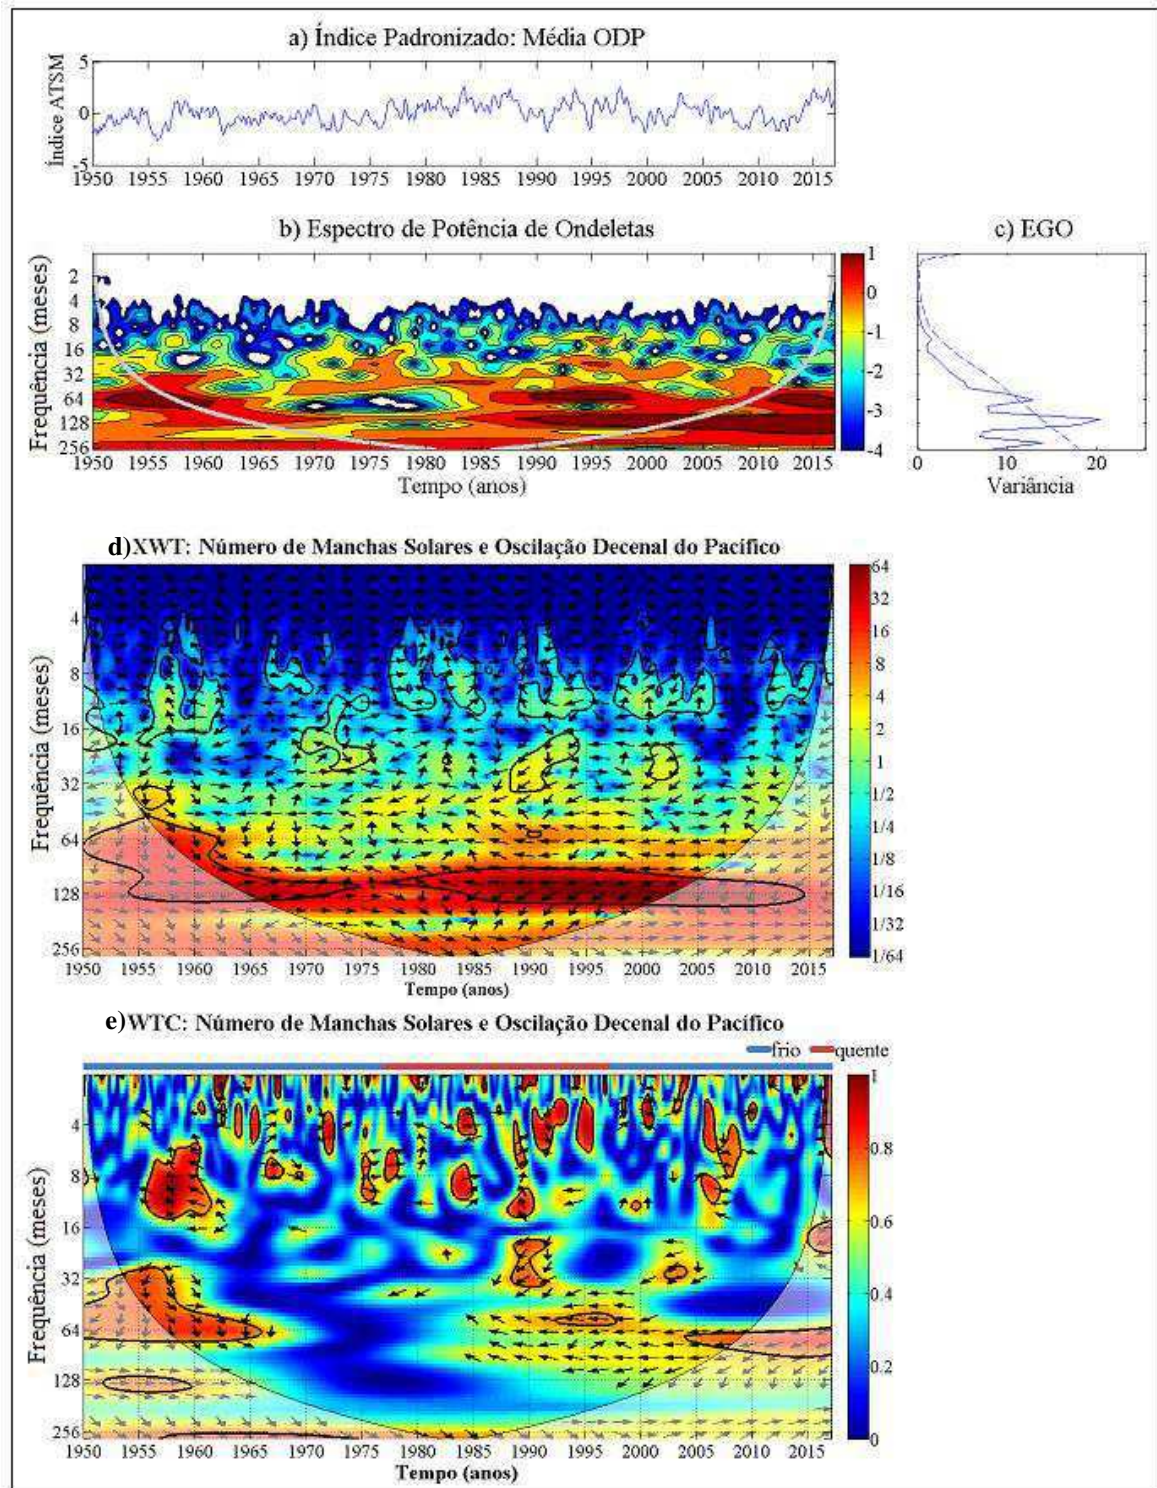 a) Índice Padronizado: Média ODP
Índice ATSM
5
0
-5
1950 1955 1960 1965 1970 1975 1980 1985 1990 1995 2000 2005 2010 2015
b) Espectro de Potência de Ondeletas
c) EGO
Frequência (meses)
2
4
8
16
32
64
128
256
1950 1955 1960 1965 1970 1975 1980 1985 1990 1995 2000 2005 2010 2015
Tempo (anos)
1
0
-1
-2
-3
-4
0 10 20
Variância
d) XWT: Número de Manchas Solares e Oscilação Decenal do Pacífico
Frequência (meses)
4
8
16
32
64
128
256
1950 1955 1960 1965 1970 1975 1980 1985 1990 1995 2000 2005 2010 2015
Tempo (anos)
64
32
16
8
4
2
1
1/2
1/4
1/8
1/16
1/32
1/64
e) WTC: Número de Manchas Solares e Oscilação Decenal do Pacífico
frio quente
Frequência (meses)
4
8
16
32
64
128
256
1950 1955 1960 1965 1970 1975 1980 1985 1990 1995 2000 2005 2010 2015
Tempo (anos)
1
0.8
0.6
0.4
0.2
0